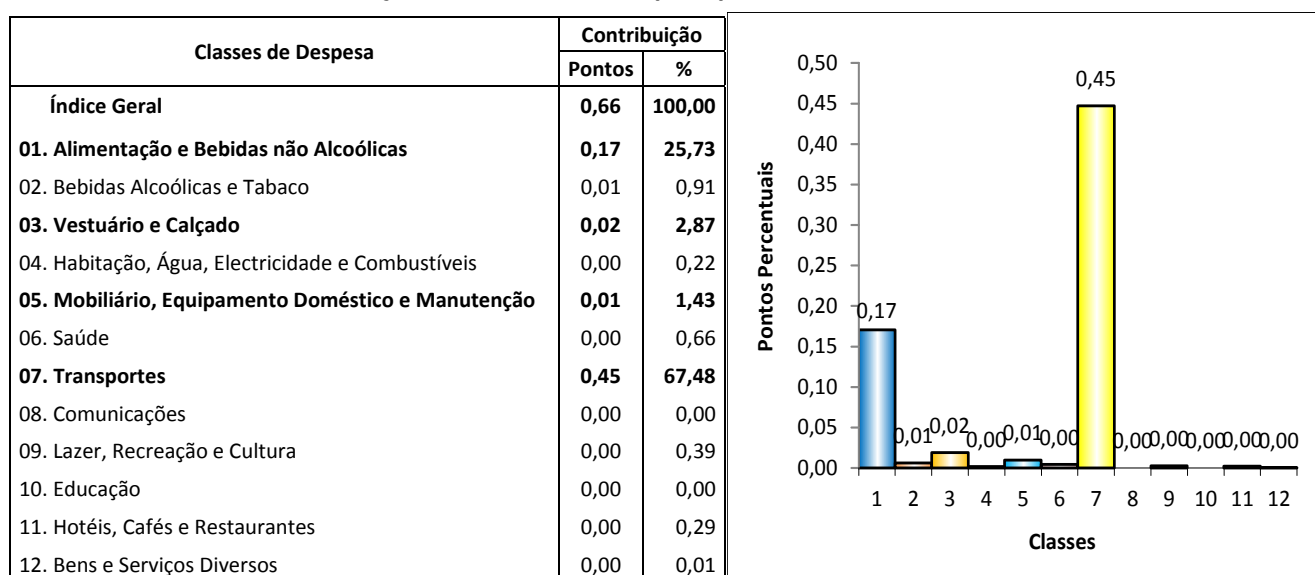 Classes de Despesa Contribuição
Pontos %
Índice Geral 0,66 100,00
01. Alimentação e Bebidas não Alcoólicas 0,17 25,73
02. Bebidas Alcoólicas e Tabaco 0,01 0,91
03. Vestuário e Calçado 0,02 2,87
04. Habitação, Água, Electricidade e Combustíveis 0,00 0,22
05. Mobiliário, Equipamento Doméstico e Manutenção 0,01 1,43
06. Saúde 0,00 0,66
07. Transportes 0,45 67,48
08. Comunicações 0,00 0,00
09. Lazer, Recreação e Cultura 0,00 0,39
10. Educação 0,00 0,00
11. Hotéis, Cafés e Restaurantes 0,00 0,29
12. Bens e Serviços Diversos 0,00 0,01
Pontos Percentuais
0,50
0,45
0,40
0,35
0,30
0,25
0,20
0,15
0,10
0,05
0,00
0,17 0,01 0,02 0,00 0,01 0,00 0,45 0,00 0,00 0,00 0,00 0,00
1 2 3 4 5 6 7 8 9 10 11 12
Classes